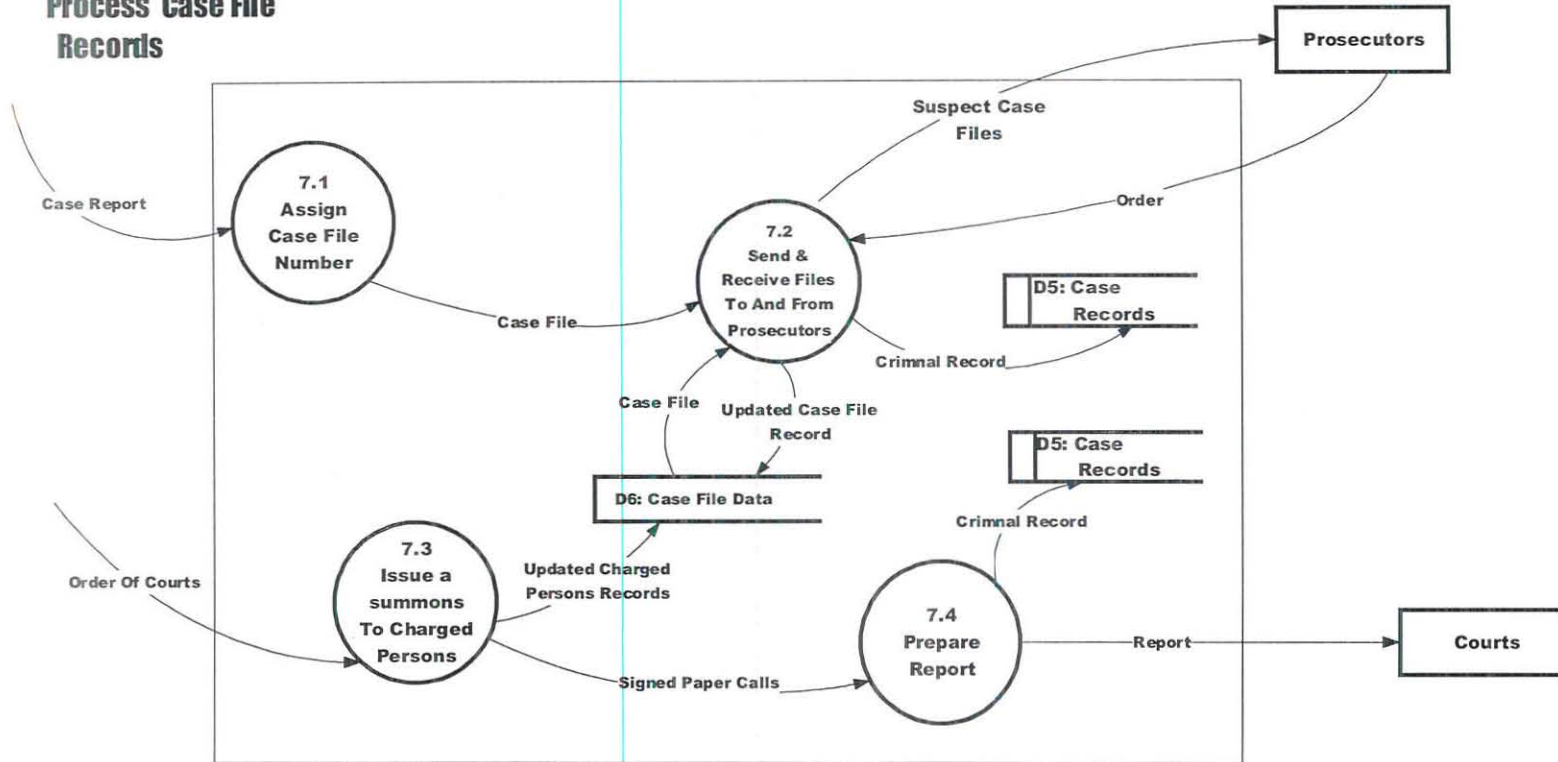 Process Case File
Records
Prosecutors
Suspect Case
Files
7.1
Assign
Case File
Number
Case Report
Order
7.2
Send &
Receive Files
To And From
Prosecutors
D5: Case
Records
Case File
Crimnal Record
Case File
Updated Case File
Record
D5: Case
Records
D6: Case File Data
Crimnal Record
7.3
Issue a
summons
To Charged
Persons
Order Of Courts
Updated Charged
Persons Records
7.4
Prepare
Report
Report
Courts
Signed Paper Calls